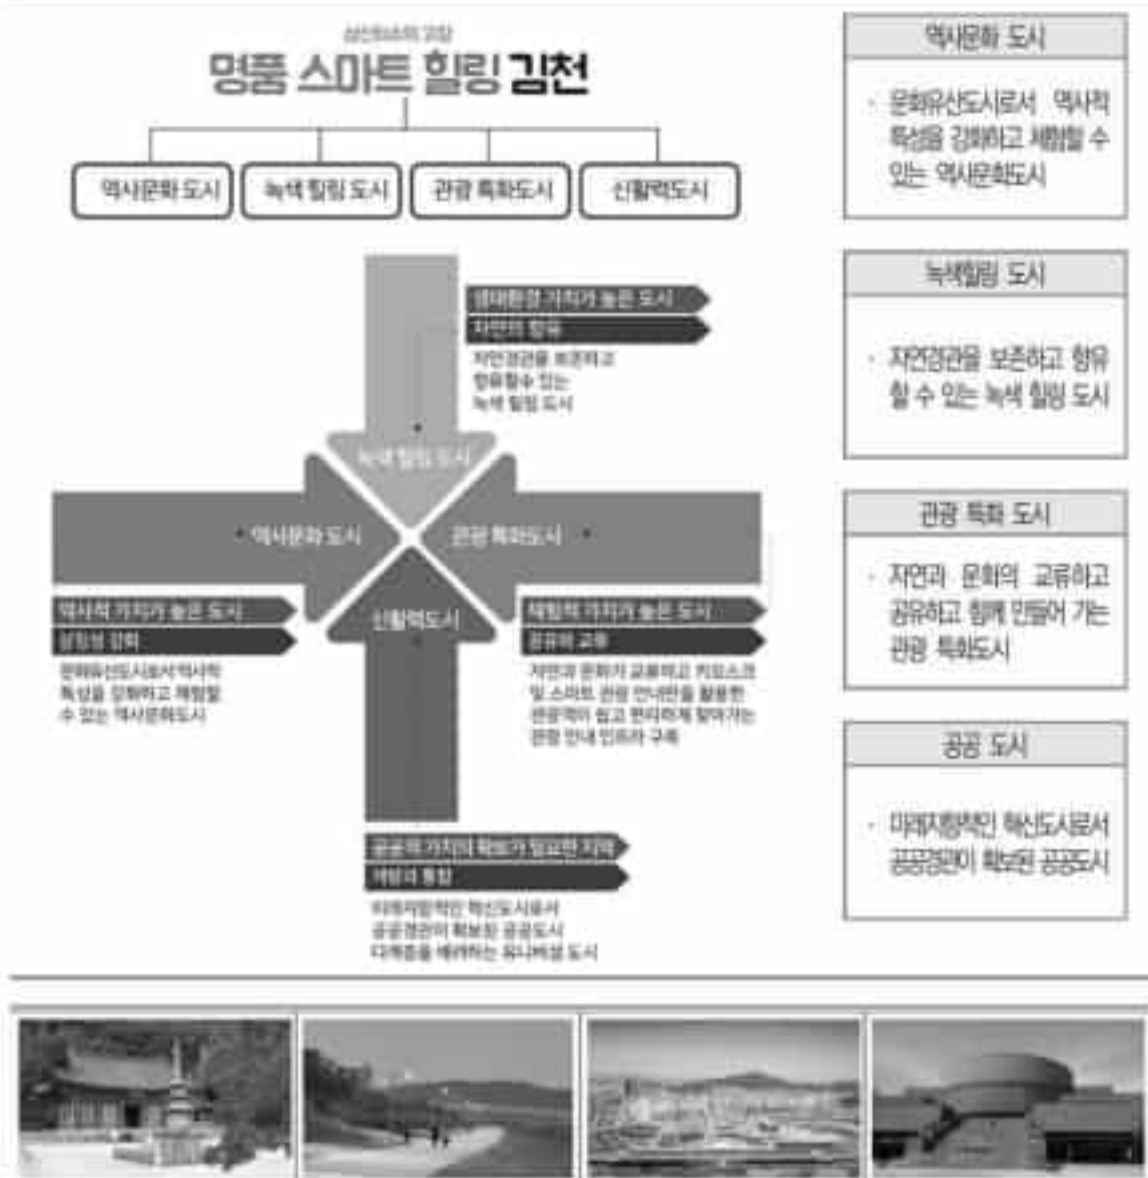 삼산이수의 고장
명품 스마트 힐링 김천
역사문화 도시
녹색 힐링 도시
관광 특화도시
신활력도시
생태환경 가치가 높은 도시
자연의 향유
자연경관을 보존하고
향유할수 있는
녹색 힐링 도시
녹색 힐링 도시
역사문화 도시
관광 특화도시
신활력도시
역사적 가치가 높은 도시
상징성 강화
문화유산도시로서 역사적
특성을 강화하고 체험할
수 있는 역사문화도시
체험적 가치가 높은 도시
공유의 교류
자연과 문화가 교류하고 키오스크
및 스마트 관광 안내판을 활용한
관광객이 쉽고 편리하게 찾아가는
관광 안내 인프라 구축
공공의 가치의 확보가 필요한 지역
통합
미래지향적인 혁신도시로서
공공경관이 확보된 공공도시
다계층을 배려하는 유니버설 도시
역사문화 도시
· 문화유산도시로서 역사적
특성을 강화하고 체험할 수
있는 역사문화도시
녹색힐링 도시
· 자연경관을 보존하고 향유
할 수 있는 녹색 힐링 도시
관광 특화 도시
· 자연과 문화의 교류하고
공유하고 함께 만들어 가는
관광 특화도시
공공 도시
· 미래지향적인 혁신도시로서
공공경관이 확보된 공공도시